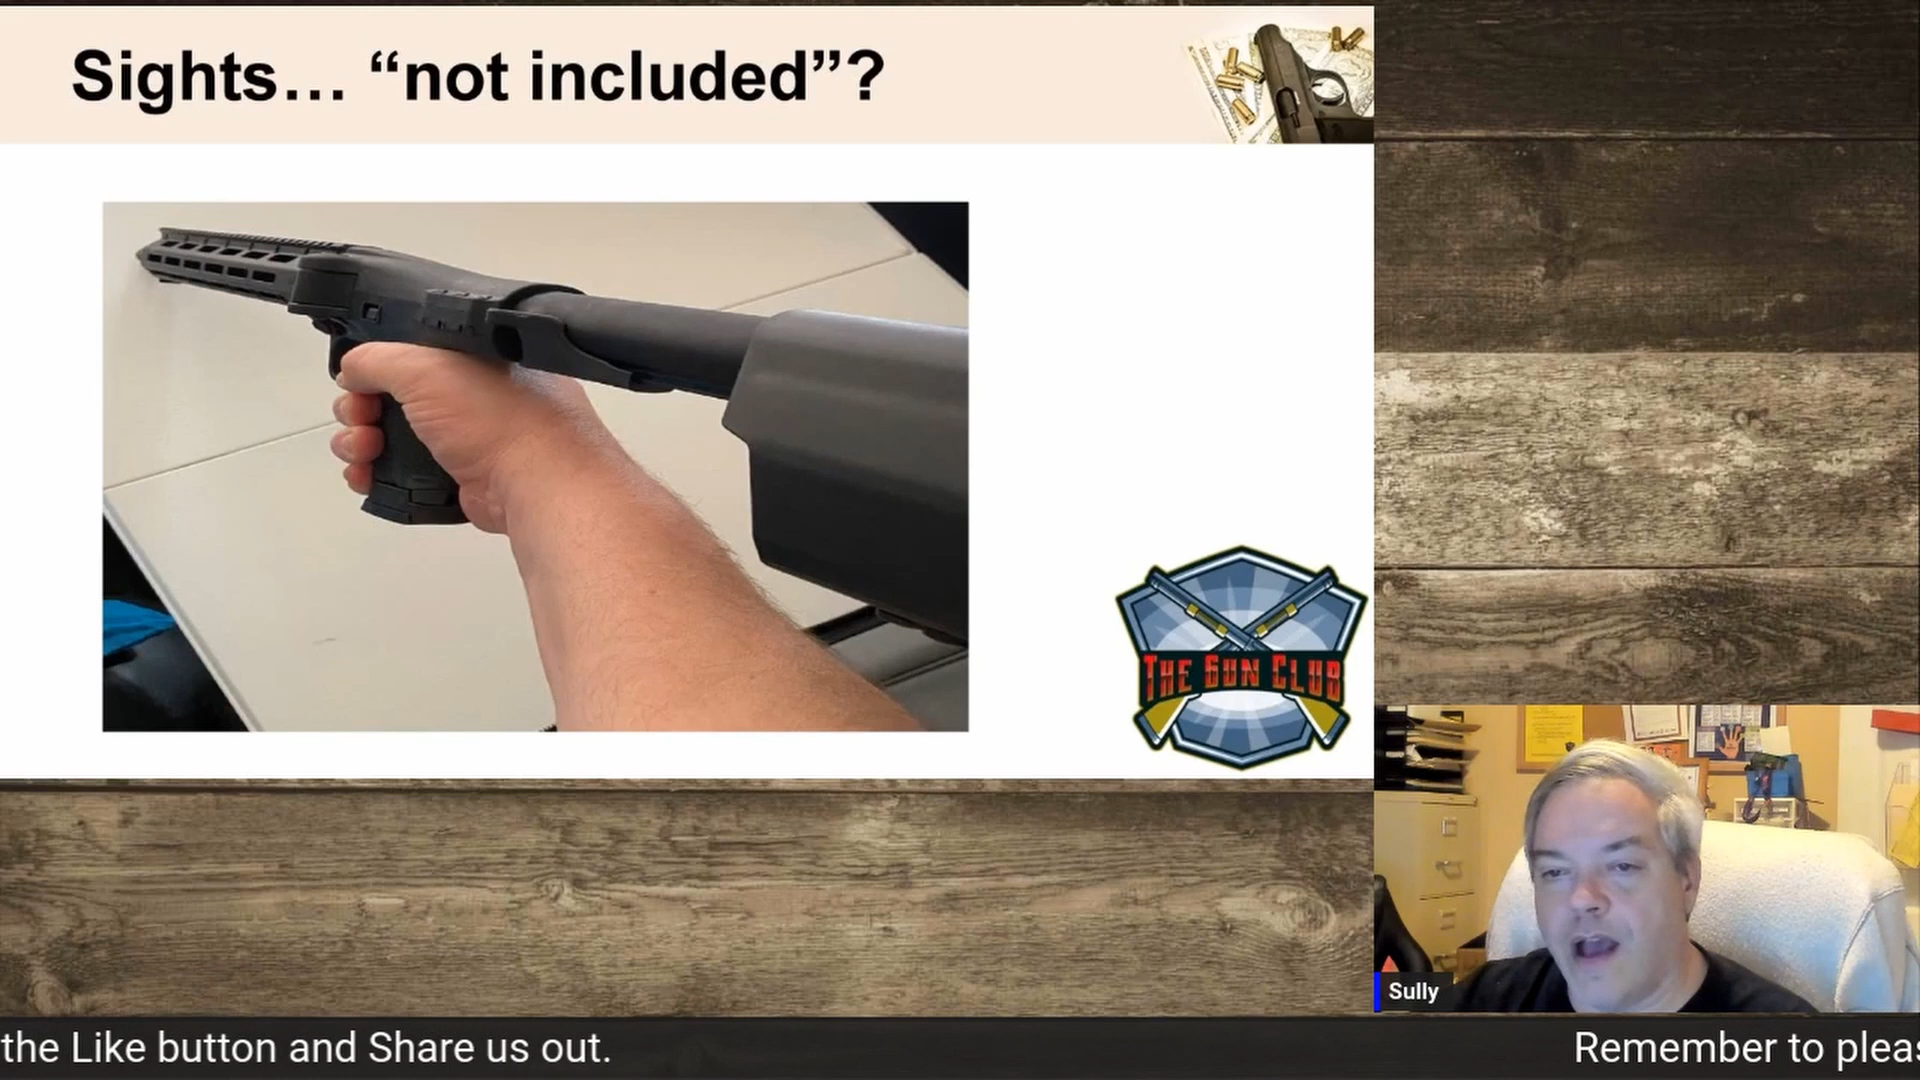 Sights… “not included”?
THE GUN CLUB
Sully
the Like button and Share us out.
Remember to pleas